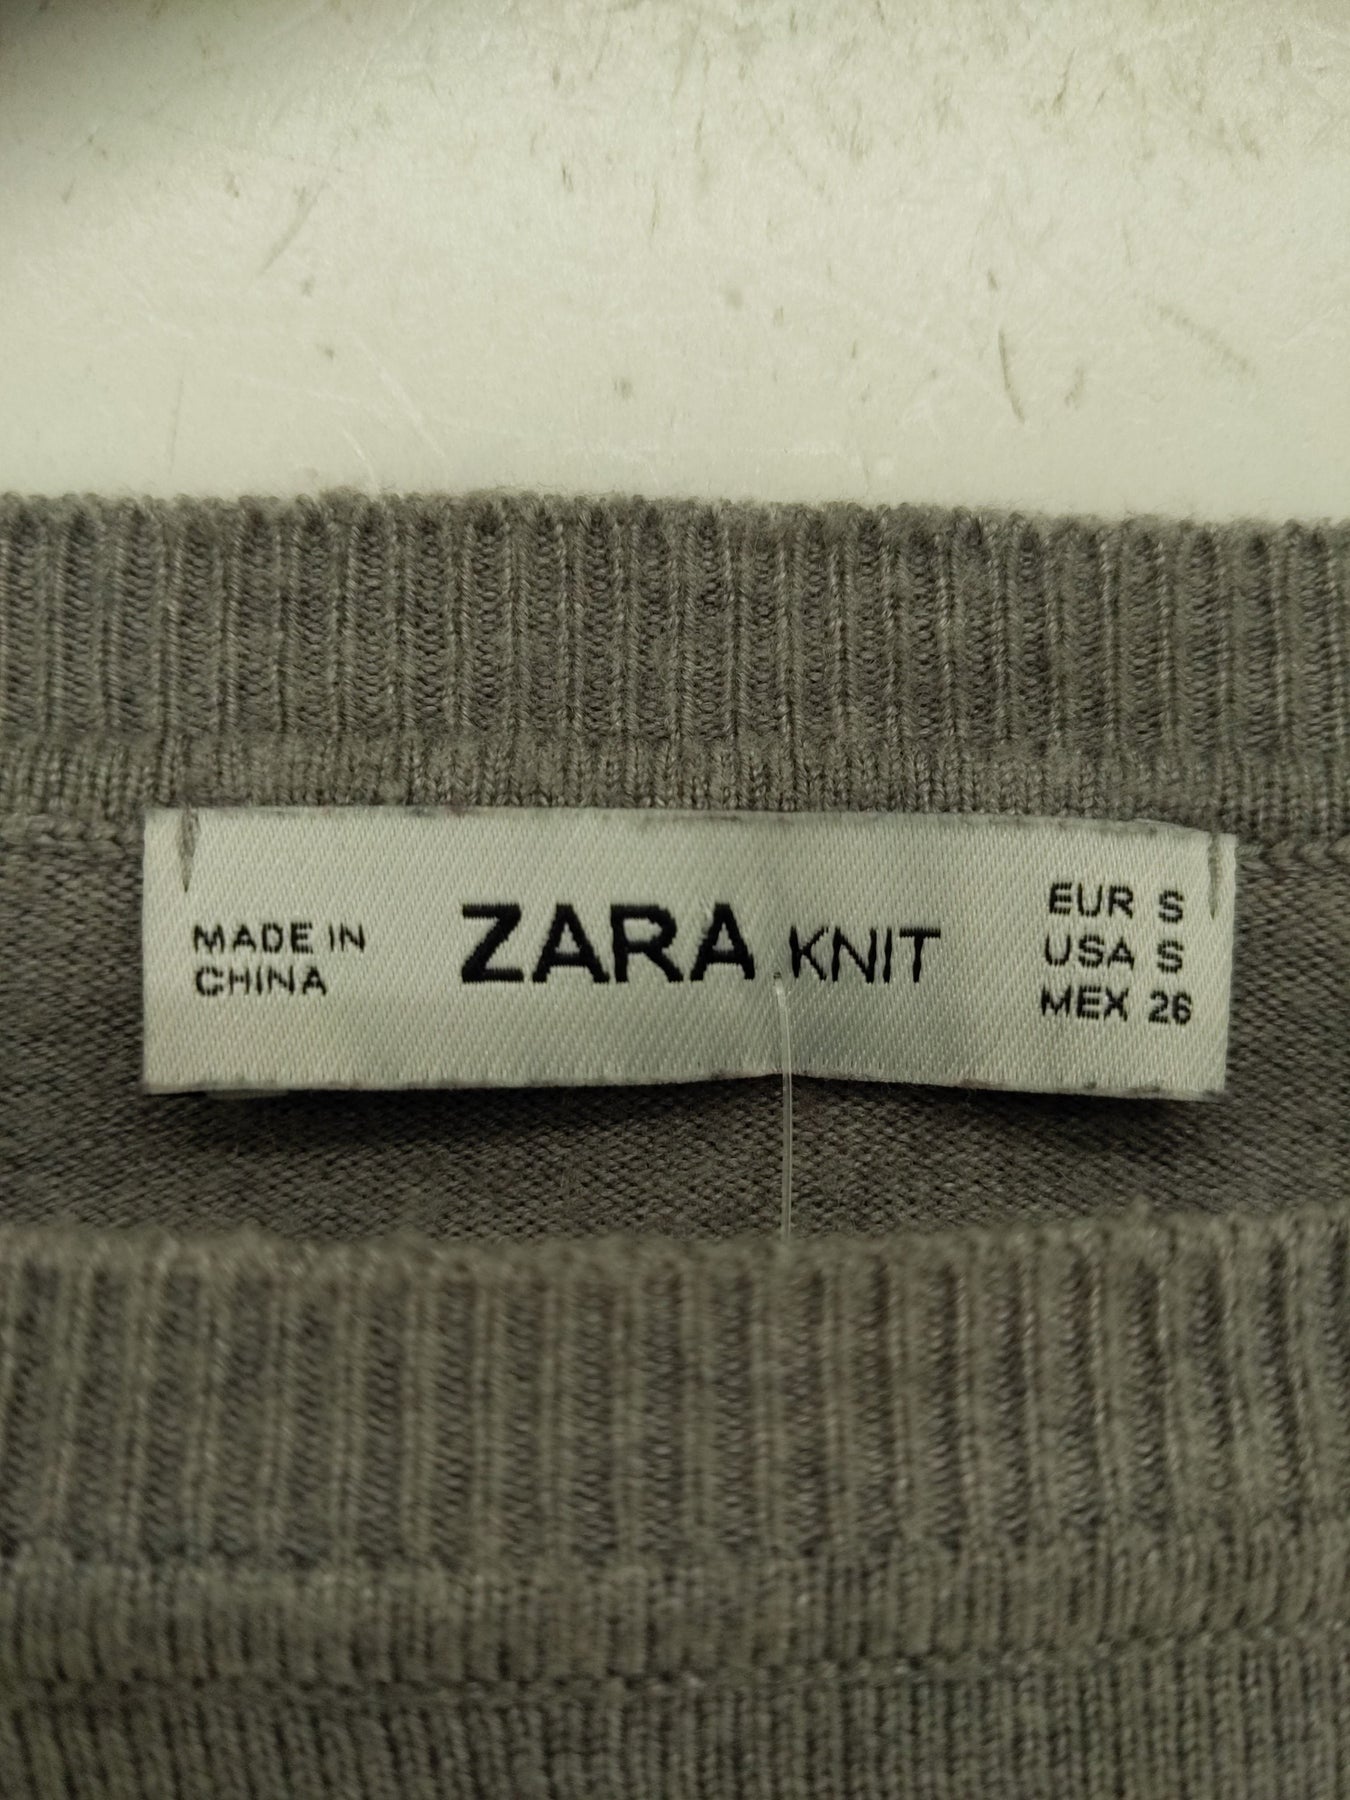 MADE IN
CHINA
ZARA KNIT
EUR S
USA S
MEX 26